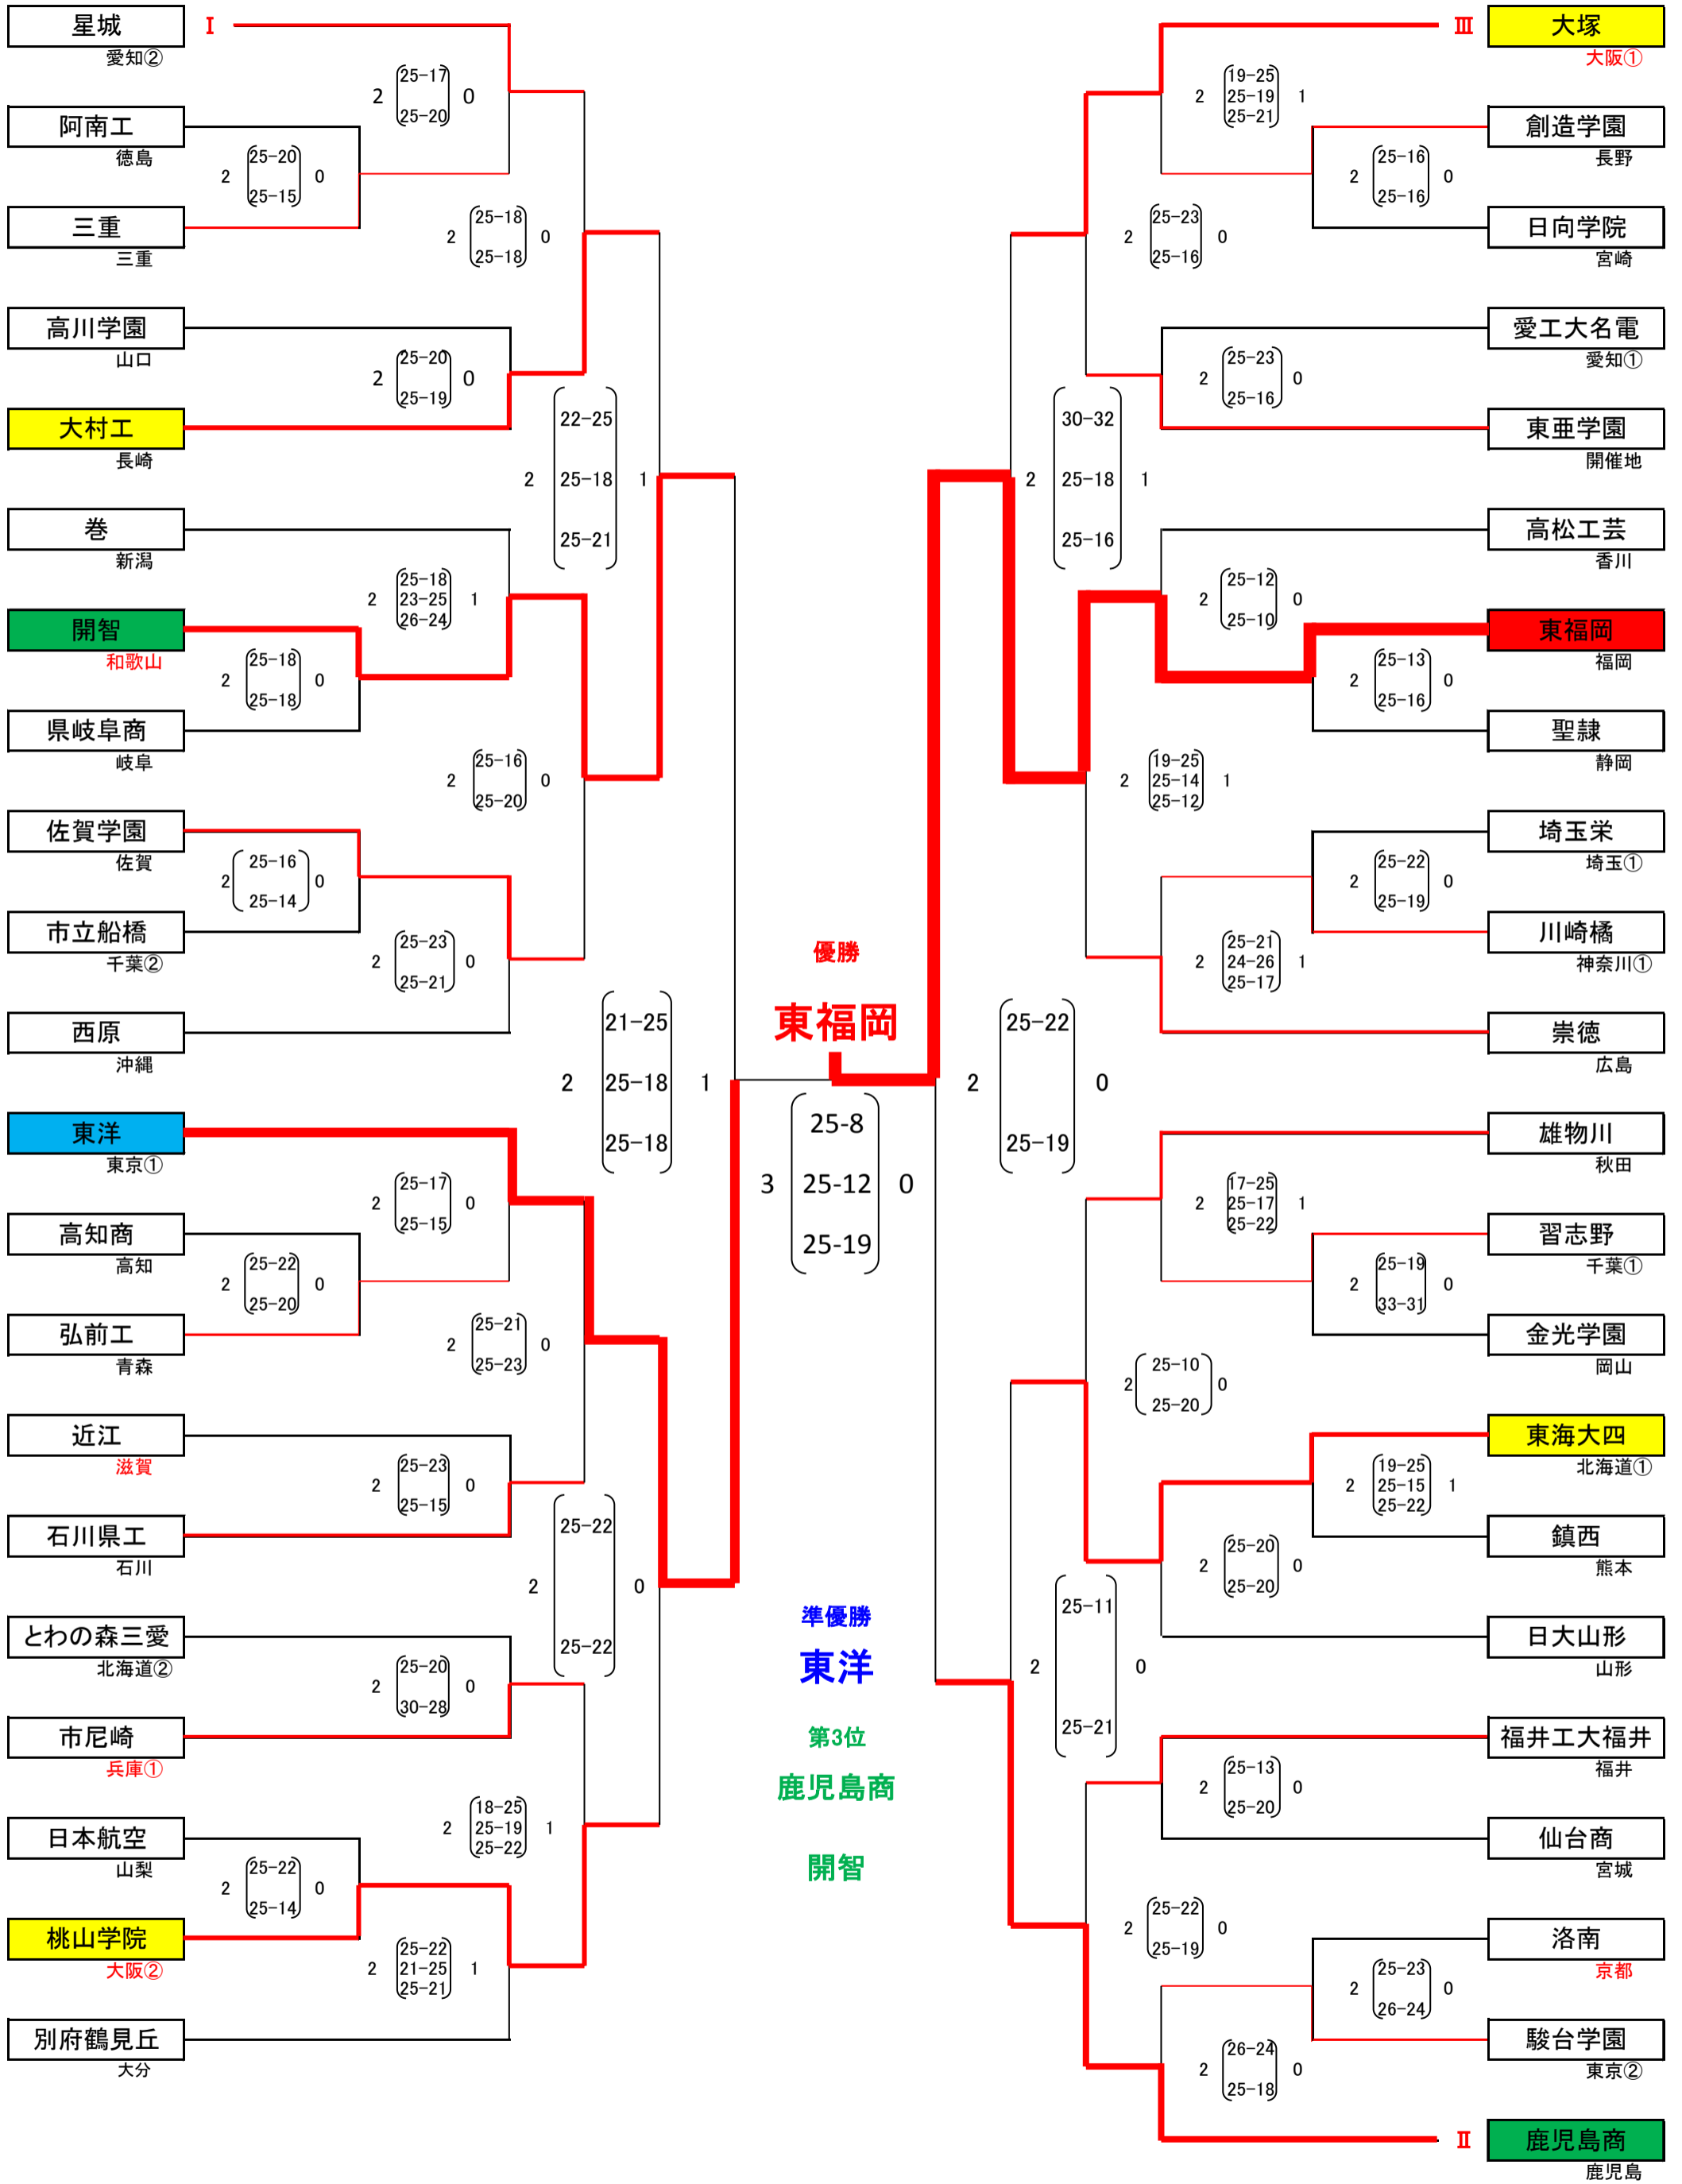 星城
愛知②
Ⅰ
阿南工
徳島
三重
三重
高川学園
山口
大村工
長崎
巻
新潟
開智
和歌山
県岐阜商
岐阜
佐賀学園
佐賀
市立船橋
千葉②
西原
沖縄
東洋
東京①
高知商
高知
弘前工
青森
近江
滋賀
石川県工
石川
とわの森三愛
北海道②
市尼崎
兵庫①
日本航空
山梨
桃山学院
大阪②
別府鶴見丘
大分
2 25-20 0
25-15
2 25-18 0
25-18
2 25-16 0
25-14
2 25-22 0
25-20
2 25-22 0
25-14
2 25-17 0
25-20
2 25-20 0
25-19
25-18
2 23-25 1
26-24
2 25-23 0
25-21
2 25-17 0
25-15
2 25-23 0
25-15
2 25-20 0
30-28
25-22
2 21-25 1
25-21
2 25-18 0
25-18
2 25-16 0
25-20
2 25-21 0
25-23
18-25
2 25-19 1
25-22
22-25
2 25-18 1
25-21
25-22
2 0
25-22
21-25
2 25-18 1
25-18
優勝
東福岡
25-8
3 25-12 0
25-19
準優勝
東洋
第3位
鹿児島商
開智
25-22
2 0
25-19
30-32
2 25-18 1
25-16
25-11
2 0
25-21
2 25-23 0
25-16
19-25
2 25-14 1
25-12
2 25-10 0
25-20
2 25-22 0
25-19
19-25
2 25-19 1
25-21
2 25-23 0
25-16
2 25-12 0
25-10
25-21
2 24-26 1
25-17
17-25
2 25-17 1
25-22
2 25-20 0
25-20
2 25-13 0
25-20
2 26-24 0
25-18
2 25-16 0
25-16
2 25-13 0
25-16
2 25-22 0
25-19
2 25-19 0
33-31
19-25
2 25-15 1
25-22
2 25-23 0
26-24
Ⅲ
大塚
大阪①
創造学園
長野
日向学院
宮崎
愛工大名電
愛知①
東亜学園
開催地
高松工芸
香川
東福岡
福岡
聖隷
静岡
埼玉栄
埼玉①
川崎橘
神奈川①
崇徳
広島
雄物川
秋田
習志野
千葉①
金光学園
岡山
東海大四
北海道①
鎮西
熊本
日大山形
山形
福井工大福井
福井
仙台商
宮城
洛南
京都
駿台学園
東京②
Ⅱ
鹿児島商
鹿児島